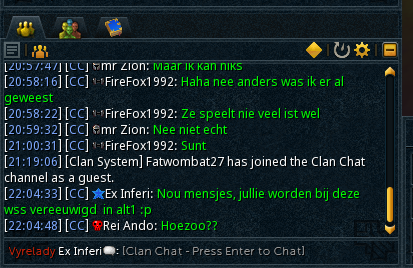 [20:57:47] [CC] mr Zion: Maar ik kan niks
[20:58:16] [CC] FireFox1992: Haha nee anders was ik er al
geweest
[20:58:22] [CC] FireFox1992: Ze speelt nie veel ist wel
[20:59:32] [CC] mr Zion: Nee niet echt
[21:00:31] [CC] FireFox1992: Sunt
[21:19:06] [Clan System] Fatwombat27 has joined the Clan Chat
channel as a guest.
[22:04:33] [CC] Ex Inferi: Nou mensjes, jullie worden bij deze
wss vereeuwigd in alt1 :p
[22:04:48] [CC] Rei Ando: Hoezoo??
Vyrelady Ex Inferi: [Clan Chat - Press Enter to Chat]